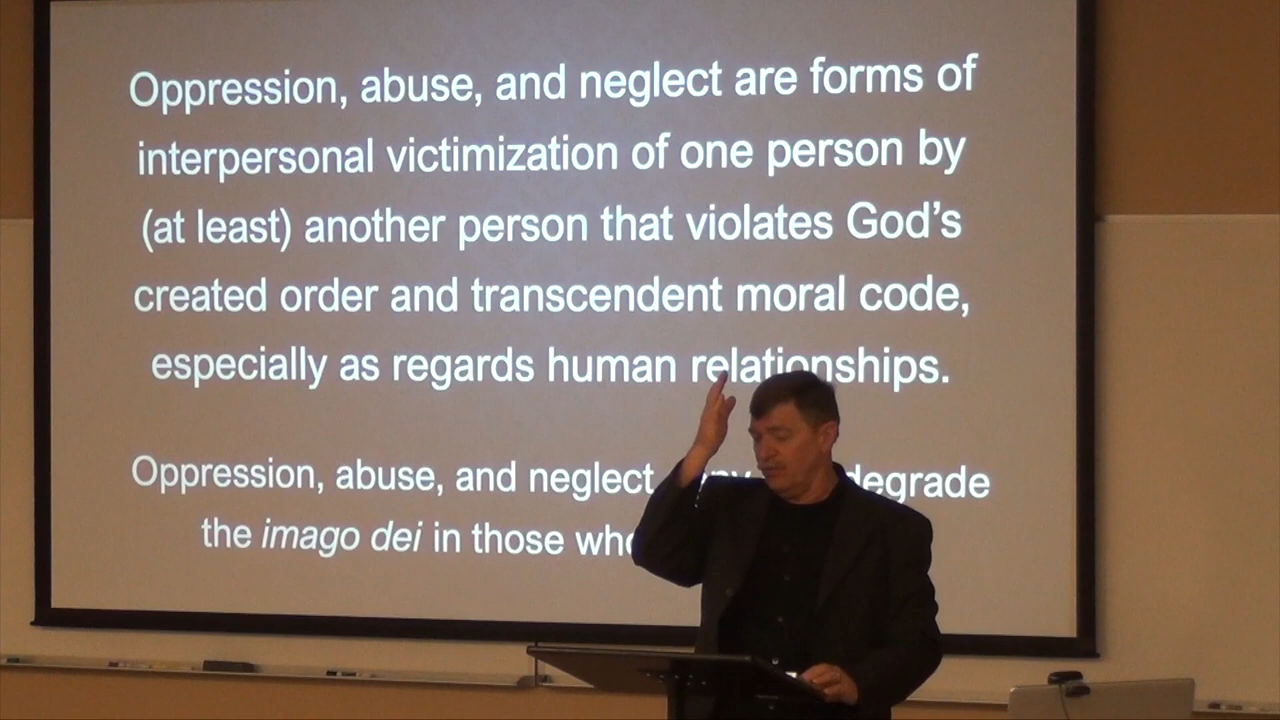 Oppression, abuse, and neglect are forms of
interpersonal victimization of one person by
(at least) another person that violates God's
created order and transcendent moral code,
especially as regards human relationships.
Oppression, abuse, and neglect degrade
the imago dei in those who